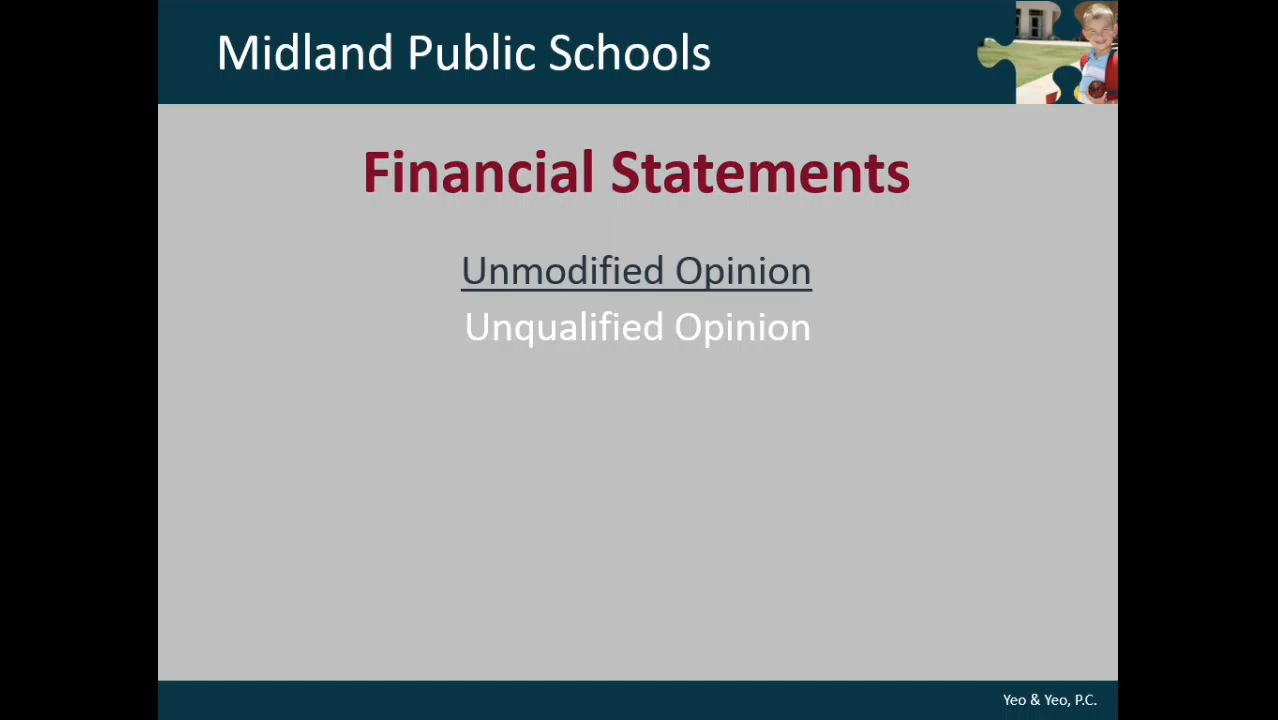 Midland Public Schools
Financial Statements
Unmodified Opinion
Unqualified Opinion
Yeo & Yeo, P.C.